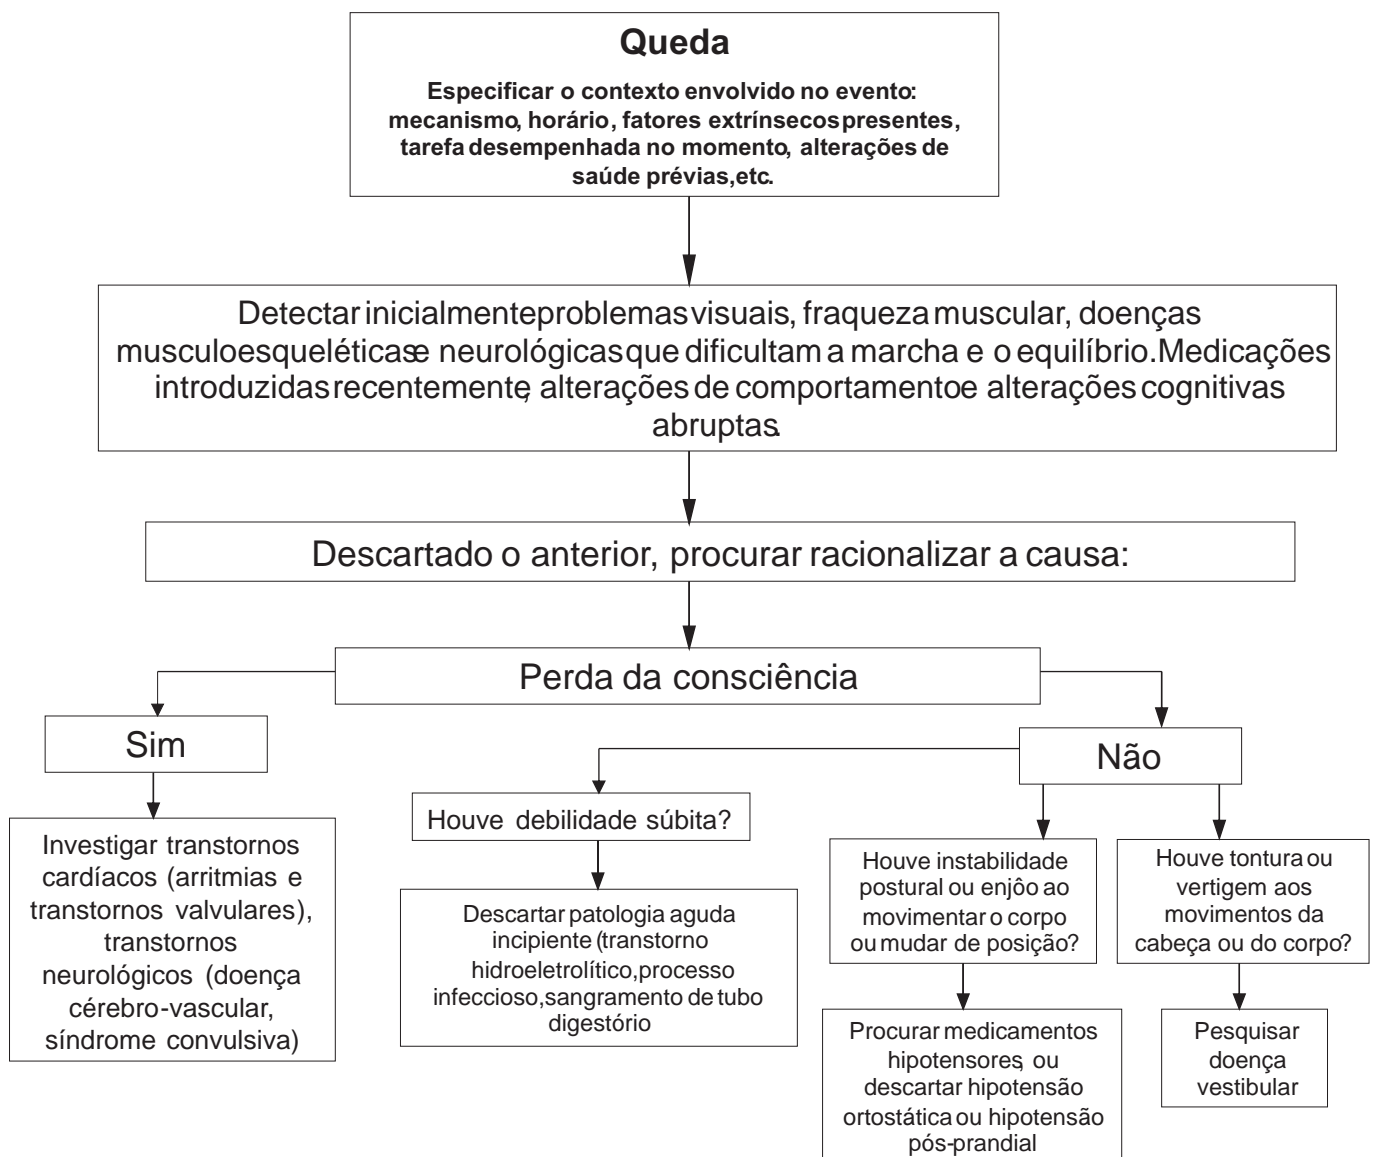 Queda
Especificar o contexto envolvido no evento:
mecanismo, horário, fatores extrínsecos presentes,
tarefa desempenhada no momento, alterações de
saúde prévias, etc.
Detectar inicialmente problemas visuais, fraqueza muscular, doenças
musculoesqueléticas e neurológicas que dificultam a marcha e o equilíbrio. Medicações
introduzidas recentemente, alterações de comportamento e alterações cognitivas
abruptas.
Descartado o anterior, procurar racionalizar a causa:
Perda da consciência
Sim
Não
Investigar transtornos
cardíacos (arritmias e
transtornos valvulares),
transtornos
neurológicos (doença
cérebro-vascular,
síndrome convulsiva)
Houve debilidade súbita?
Descartar patologia aguda
incipiente (transtorno
hidroeletrolítico, processo
infeccioso, sangramento de tubo
digestório
Houve instabilidade
postural ou enjôo ao
movimentar o corpo
ou mudar de posição?
Procurar medicamentos
hipotensores, ou
descartar hipotensão
ortostática ou hipotensão
pós-prandial
Houve tontura ou
vertigem aos
movimentos da
cabeça ou do corpo?
Pesquisar
doença
vestibular